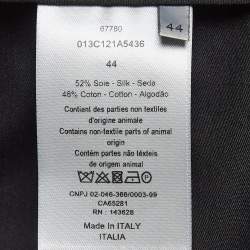 67780
44
013C121A5436
44
52% Soie - Silk - Seda
48% Coton - Cotton - Algodão
Contient des parties non textiles
d'origine animale
Contains non-textile parts of animal
origin
Contém partes não têxteis
de origem animal
CNPJ 02-046-366/0003-99
CA65281
RN : 143628
Made in ITALY
ITALIA